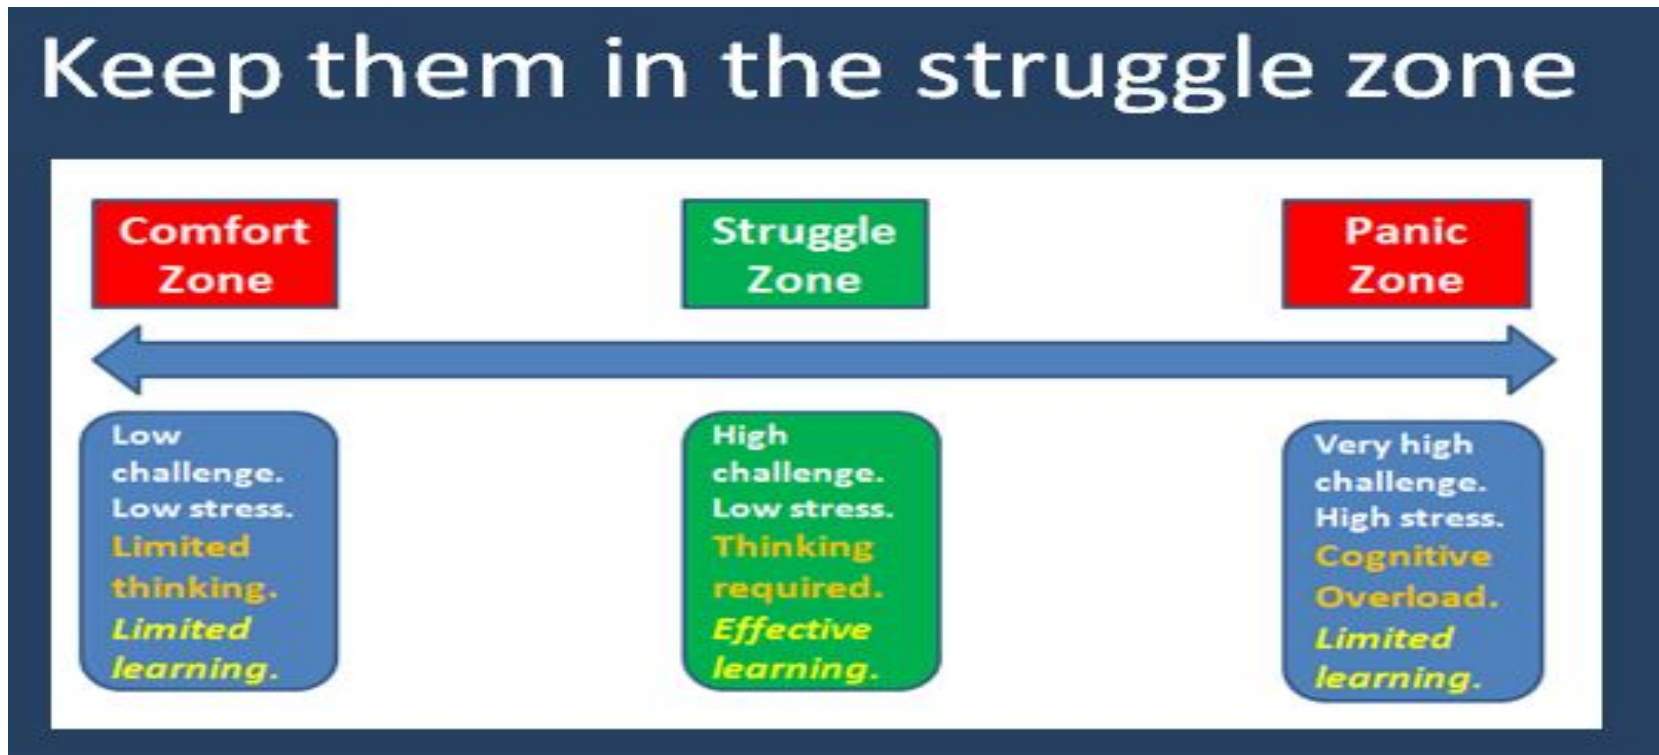 Keep them in the struggle zone
Comfort
Zone
Struggle
Zone
Panic
Zone
Low
challenge.
Low stress.
Limited
thinking.
Limited
learning.
High
challenge.
Low stress.
Thinking
required.
Effective
learning.
Very high
challenge.
High stress.
Cognitive
Overload.
Limited
learning.